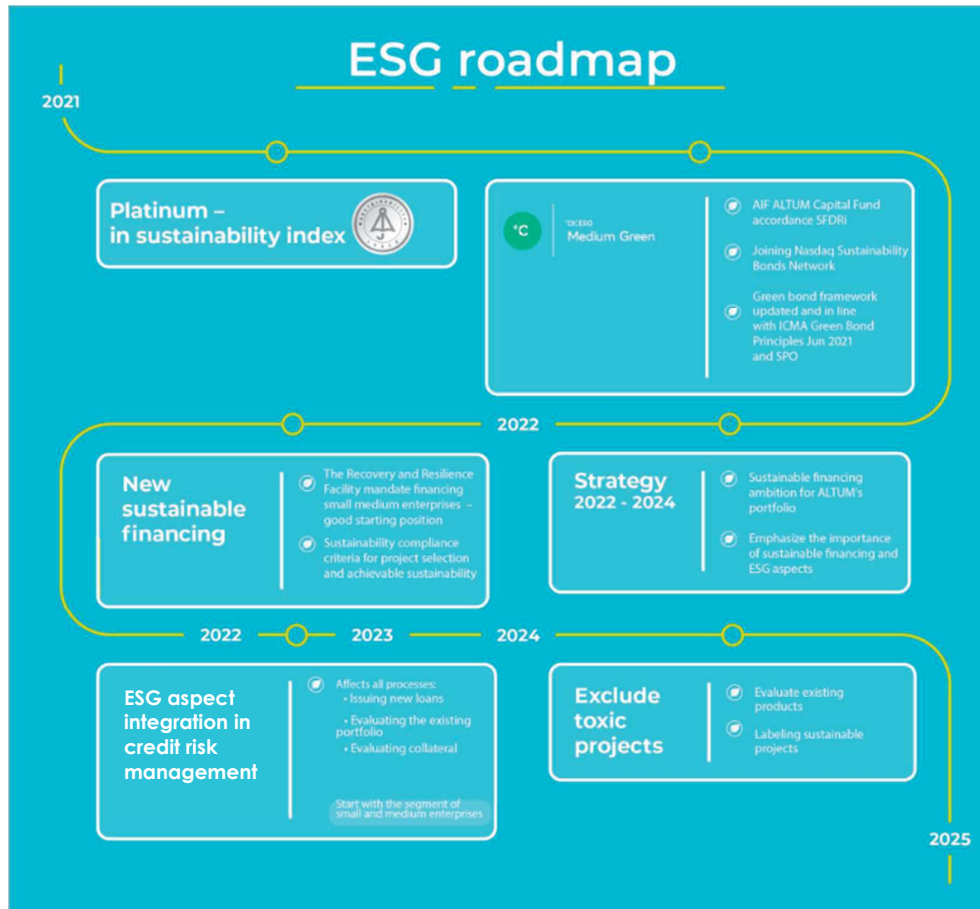 ESG roadmap
2021
Platinum –
in sustainability index
°C
°CICERO
Medium Green
AIF ALTUM Capital Fund
accordance SFDRi
Joining Nasdaq Sustainability
Bonds Network
Green bond framework
updated and in line
with ICMA Green Bond
Principles Jun 2021
and SPO
2022
New
sustainable
financing
The Recovery and Resilience
Facility mandate financing
small medium enterprises –
good starting position
Sustainability compliance
criteria for project selection
and achievable sustainability
Strategy
2022 - 2024
Sustainable financing
ambition for ALTUM's
portfolio
Emphasize the importance
of sustainable financing and
ESG aspects
2022
2023
2024
ESG aspect
integration in
credit risk
management
Affects all processes:
• Issuing new loans
• Evaluating the existing
portfolio
• Evaluating collateral
Start with the segment of
small and medium enterprises
Exclude
toxic
projects
Evaluate existing
products
Labeling sustainable
projects
2025